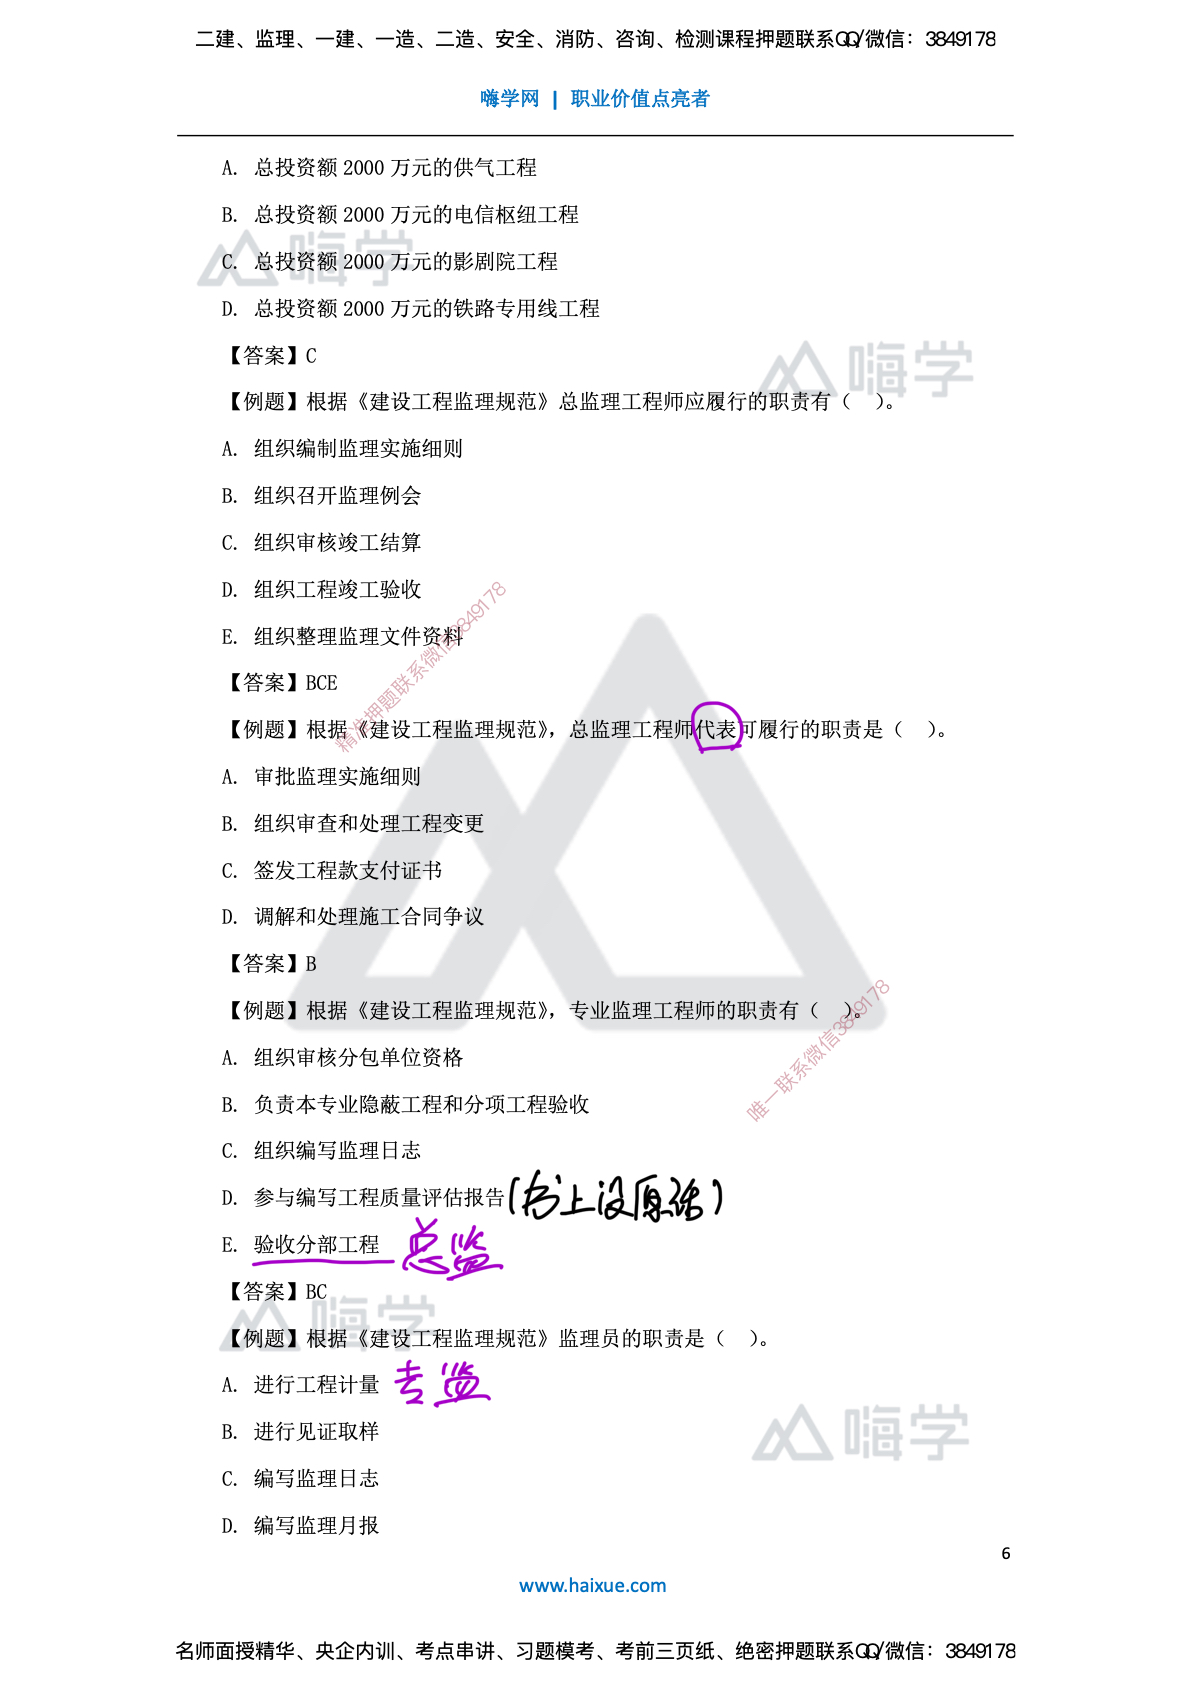 二建、监理、一建、一造、二造、安全、消防、咨询、检测课程押题联系QQ/微信：3849178
嗨学网 | 职业价值点亮者
A. 总投资额 2000 万元的供气工程
B. 总投资额 2000 万元的电信枢纽工程
嗨学
C. 总投资额 2000 万元的影剧院工程
D. 总投资额 2000 万元的铁路专用线工程
【答案】C
嗨学
【例题】根据《建设工程监理规范》总监理工程师应履行的职责有（ ）。
A. 组织编制监理实施细则
B. 组织召开监理例会
C. 组织审核竣工结算
D. 组织工程竣工验收
E. 组织整理监理文件资料
精准押题联系微信3849178
【答案】BCE
【例题】根据《建设工程监理规范》，总监理工程师代表可履行的职责是（ ）。
A. 审批监理实施细则
B. 组织审查和处理工程变更
C. 签发工程款支付证书
D. 调解和处理施工合同争议
【答案】B
【例题】根据《建设工程监理规范》，专业监理工程师的职责有（ ）。
唯一联系微信3849178
A. 组织审核分包单位资格
B. 负责本专业隐蔽工程和分项工程验收
C. 组织编写监理日志
D. 参与编写工程质量评估报告（书上没原话）
E. 验收分部工程 总监
【答案】BC
嗨学
【例题】根据《建设工程监理规范》监理员的职责是（ ）。
A. 进行工程计量 专监
B. 进行见证取样
嗨学
C. 编写监理日志
D. 编写监理月报
6
www.haixue.com
名师面授精华、央企内训、考点串讲、习题模考、考前三页纸、绝密押题联系QQ/微信：3849178